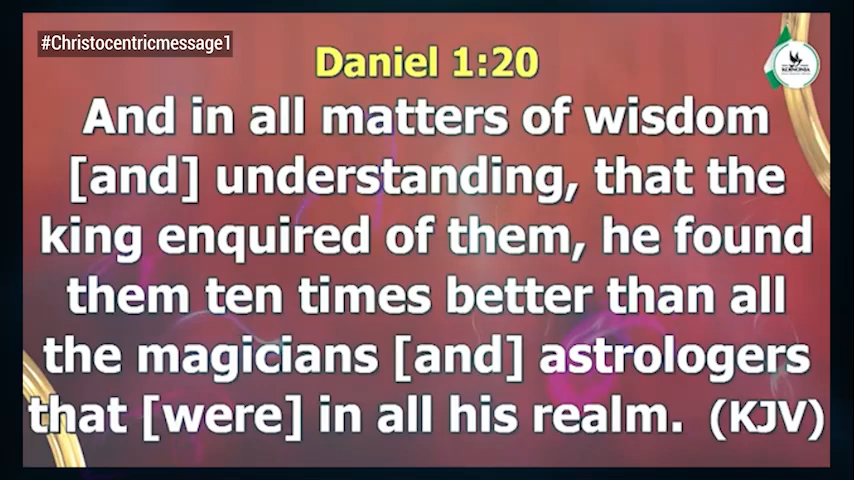 #Christocentricmessage1
Daniel 1:20
And in all matters of wisdom
[and] understanding, that the
king enquired of them, he found
them ten times better than all
the magicians [and] astrologers
that [were] in all his realm. (KJV)
KOINONIA